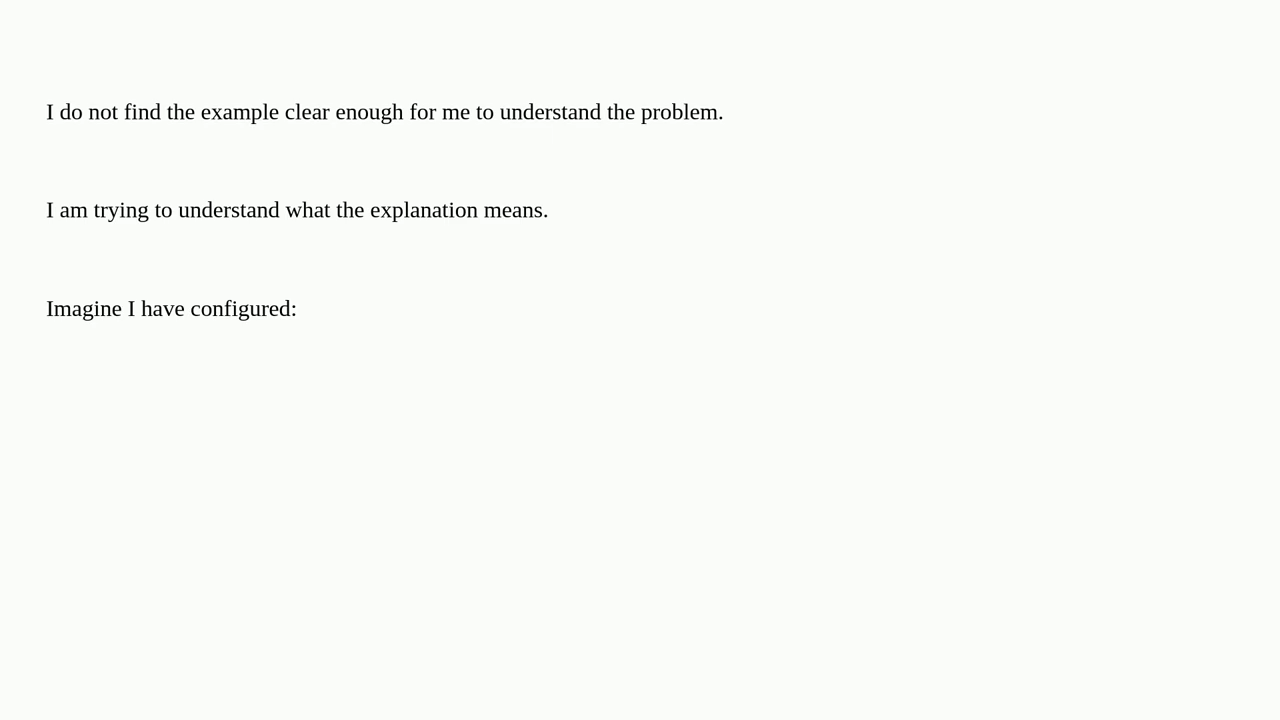 I do not find the example clear enough for me to understand the problem.
I am trying to understand what the explanation means.
Imagine I have configured: